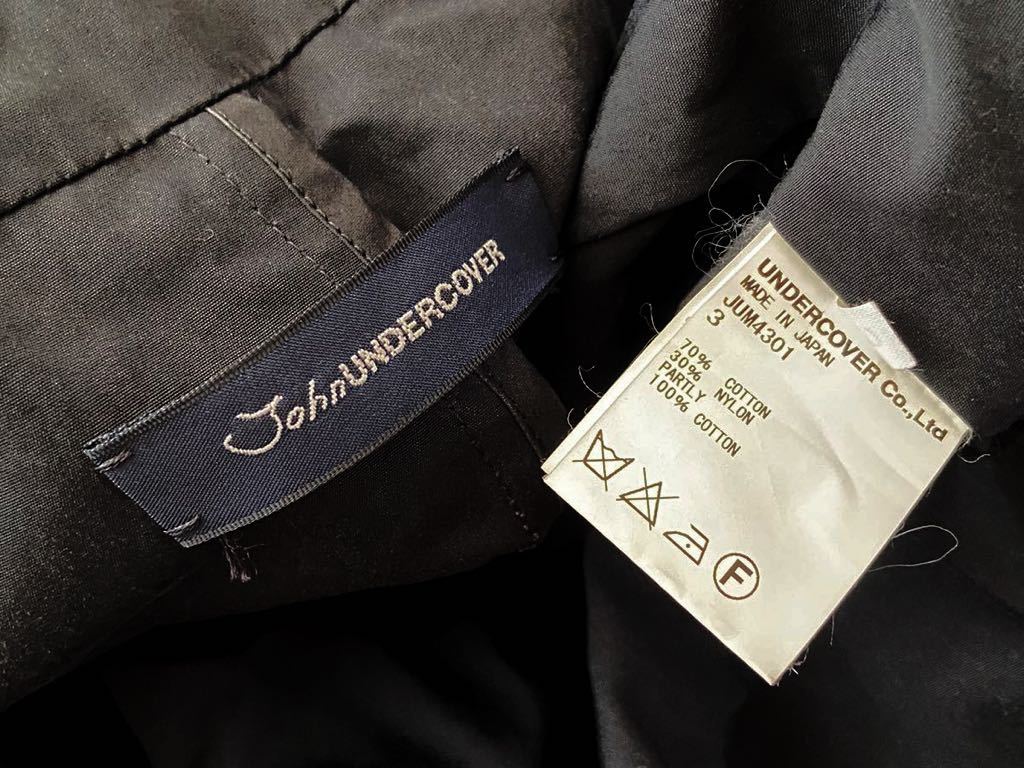 JohnUNDERCOVER
UNDERCOVER Co.,Ltd
MADE IN JAPAN
JUM4301
3
70% COTTON
30% NYLON
PARTLY
100% COTTON
F